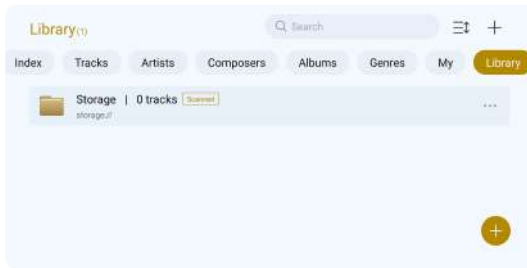 Library(1)
Search
Index Tracks Artists Composers Albums Genres My Library
Storage | 0 tracks Scanned
storage://